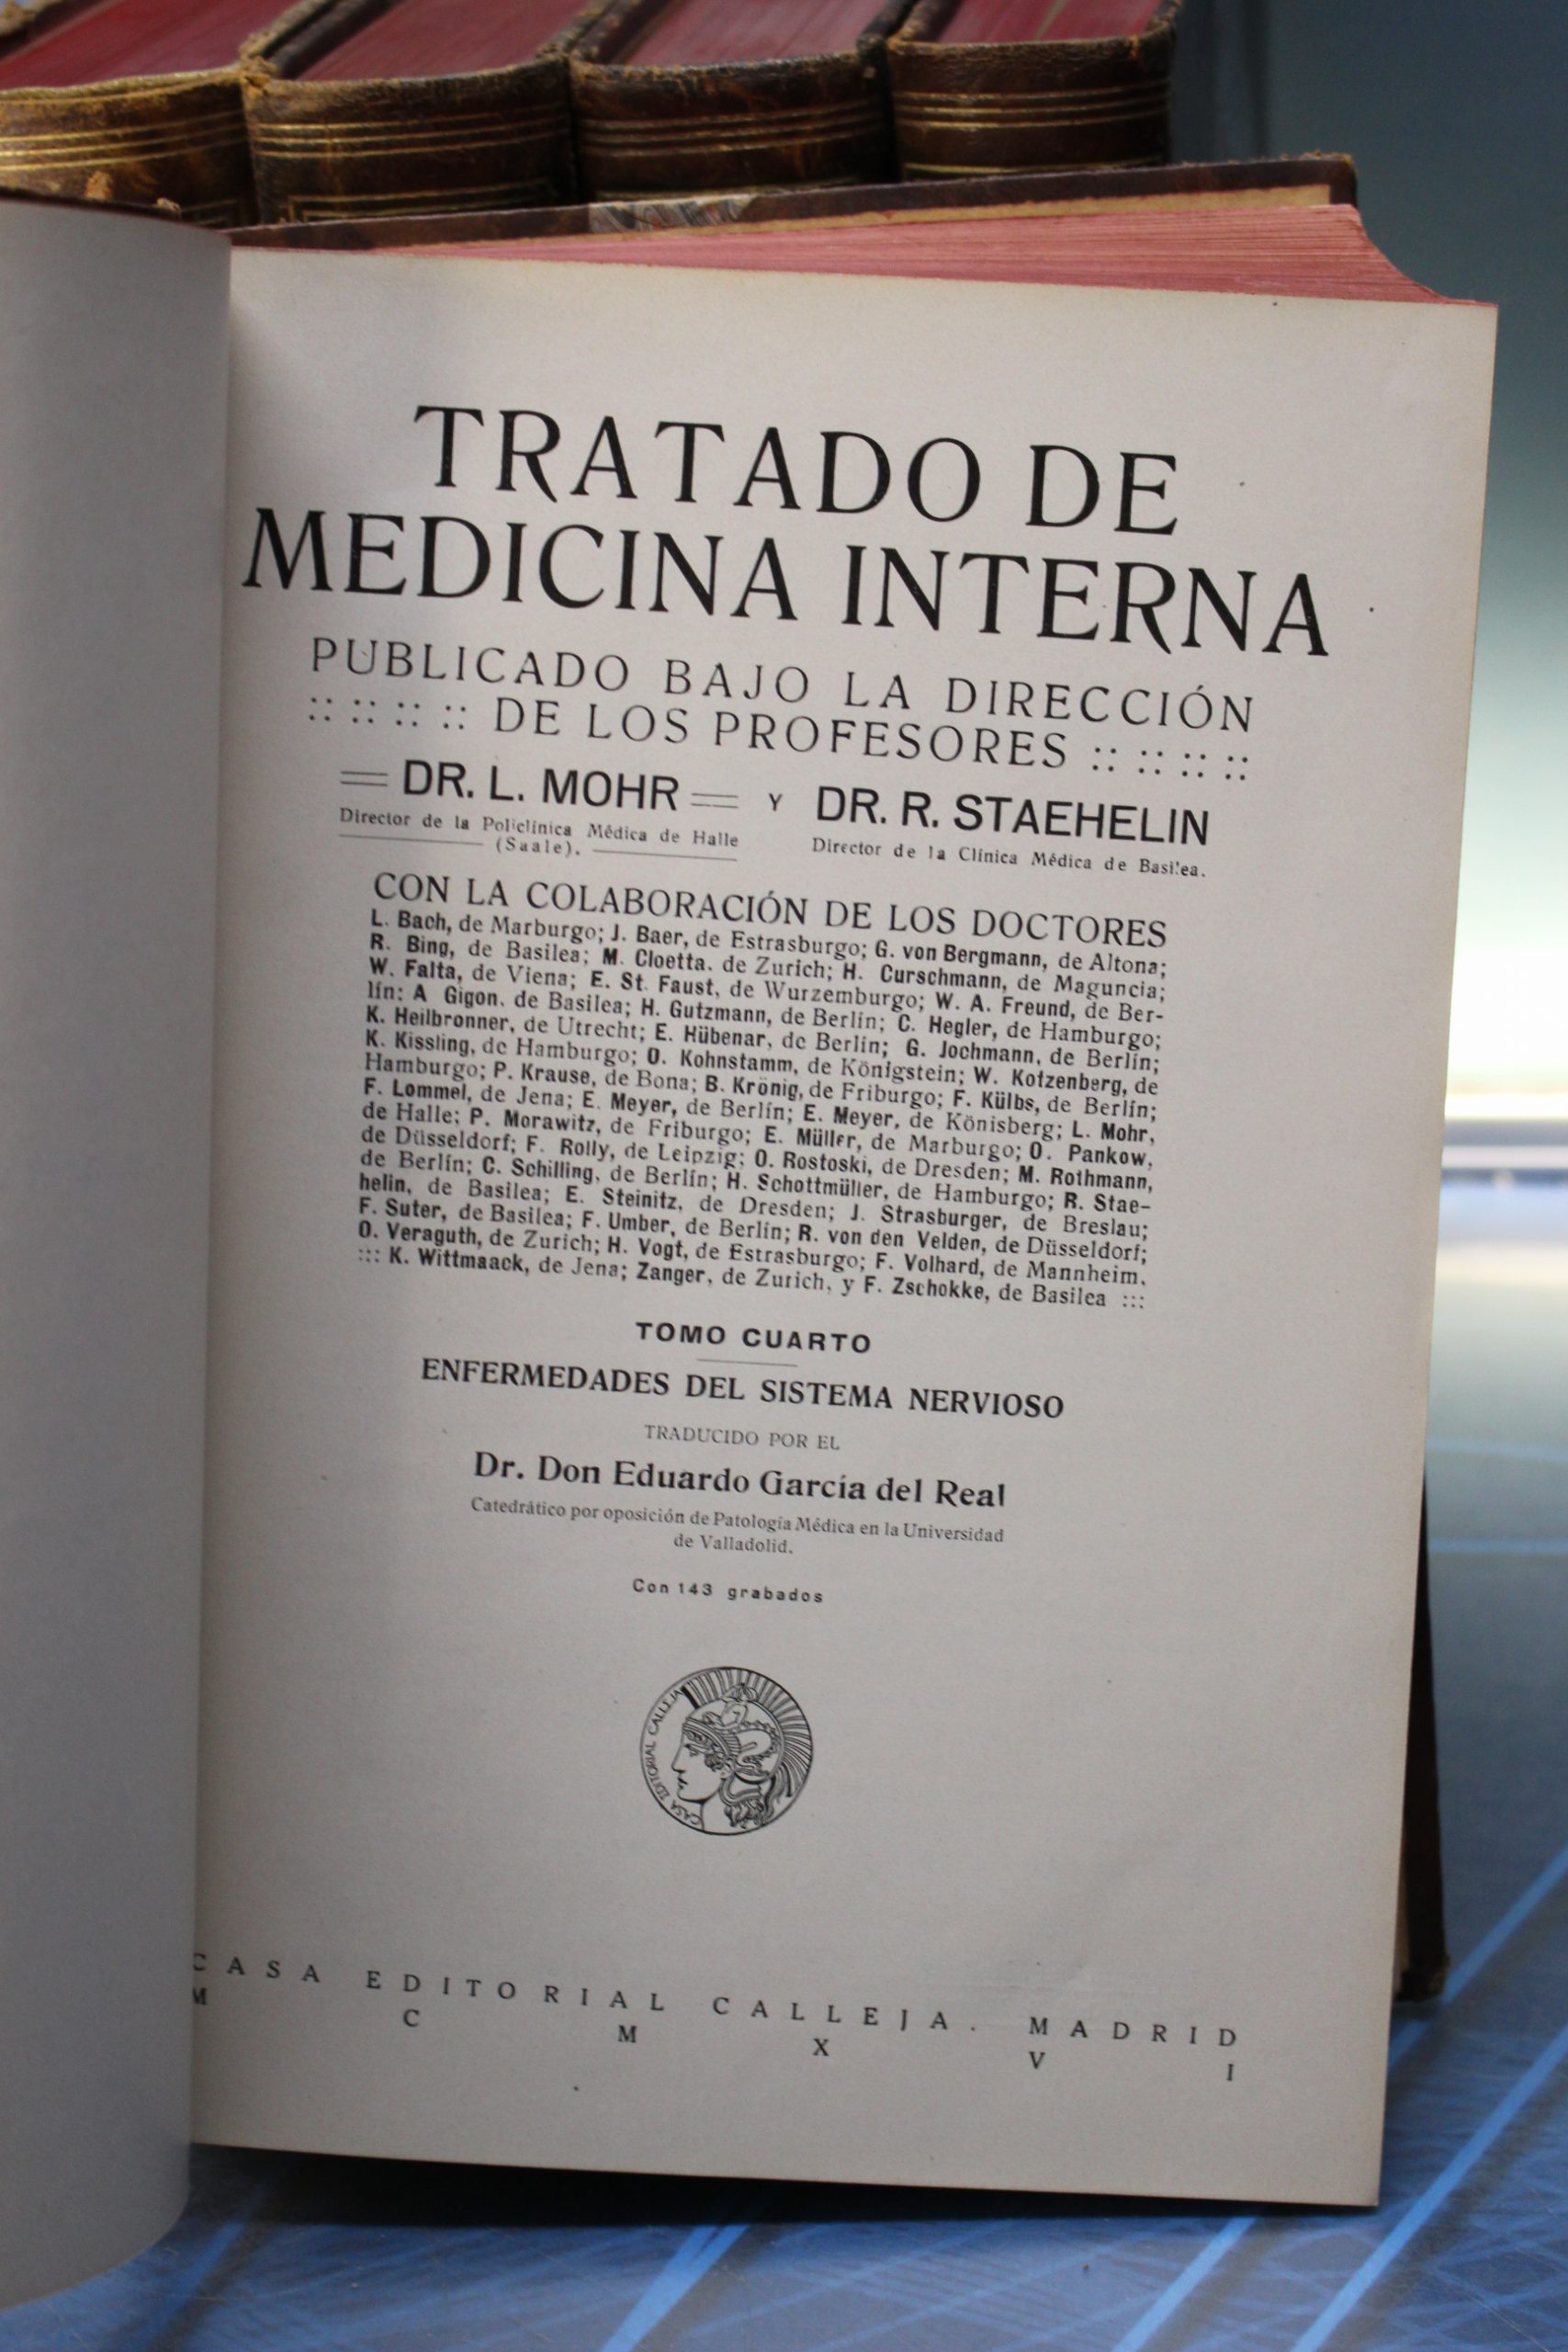 TRATADO DE
MEDICINA INTERNA
PUBLICADO BAJO LA DIRECCIÓN
:: :: :: :: DE LOS PROFESORES :: :: :: ::
DR. L. MOHR Y DR. R. STAEHELIN
Director de la Policlínica Médica de Halle
(Saale).
Director de la Clínica Médica de Basilea.
CON LA COLABORACIÓN DE LOS DOCTORES
L. Bach, de Marburgo; J. Baer, de Estrasburgo; G. von Bergmann, de Altona;
R. Bing, de Basilea; M. Cloetta. de Zurich; H. Curschmann, de Maguncia;
W. Falta, de Viena; E. St. Faust, de Wurzemburgo; W. A. Freund, de Ber-
lín; A Gigon. de Basilea; H. Gutzmann, de Berlín; C. Hegler, de Hamburgo;
K. Heilbronner, de Utrecht; E. Hübenar, de Berlín; G. Jochmann, de Berlín;
K. Kissling, de Hamburgo; O. Kohnstamm, de Königstein; W. Kotzenberg, de
Hamburgo; P. Krause, de Bona; B. Krönig, de Friburgo; F. Külbs, de Berlín;
F. Lommel, de Jena; E. Meyer, de Berlín; E. Meyer, de Könisberg; L. Mohr,
de Halle; P. Morawitz, de Friburgo; E. Müller, de Marburgo; O. Pankow,
de Düsseldorf; F. Rolly, de Leipzig; O. Rostoski, de Dresden; M. Rothmann,
de Berlín; C. Schilling, de Berlín; H. Schottmüller, de Hamburgo; R. Stae-
helin, de Basilea; E. Steinitz, de Dresden; J. Strasburger, de Breslau;
F. Suter, de Basilea; F. Umber, de Berlín; R. von den Velden, de Düsseldorf;
O. Veraguth, de Zurich; H. Vogt, de Estrasburgo; F. Volhard, de Mannheim.
::: K. Wittmaack, de Jena; Zanger, de Zurich, y F. Zschokke, de Basilea :::
TOMO CUARTO
ENFERMEDADES DEL SISTEMA NERVIOSO
TRADUCIDO POR EL
Dr. Don Eduardo García del Real
Catedrático por oposición de Patología Médica en la Universidad
de Valladolid.
Con 143 grabados
CASA EDITORIAL CALLEJA
CASA EDITORIAL CALLEJA. MADRID
M C M X V I